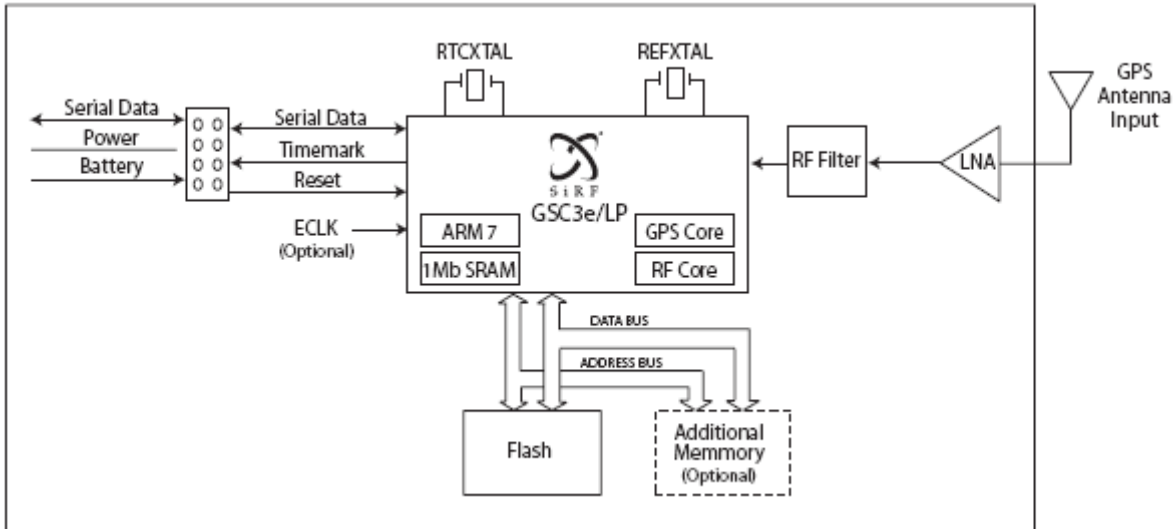 RTCXTAL
REFXTAL
GPS
Antenna
Input
Serial Data
Power
Battery
Serial Data
Timemark
Reset
ECLK
(Optional)
SiRF
GSC3e/LP
ARM 7
1Mb SRAM
GPS Core
RF Core
RF Filter
LNA
DATA BUS
ADDRESS BUS
Flash
Additional
Memmory
(Optional)